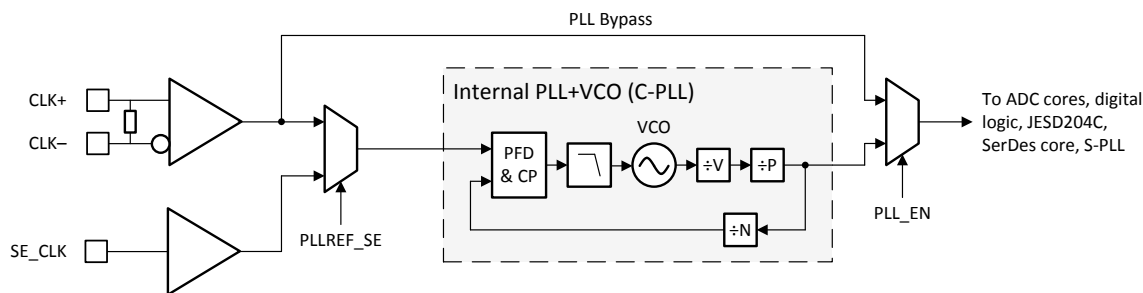 PLL Bypass
CLK+
CLK–
SE_CLK
PLLREF_SE
Internal PLL+VCO (C-PLL)
PFD
& CP
VCO
÷V
÷P
÷N
PLL_EN
To ADC cores, digital
logic, JESD204C,
SerDes core, S-PLL